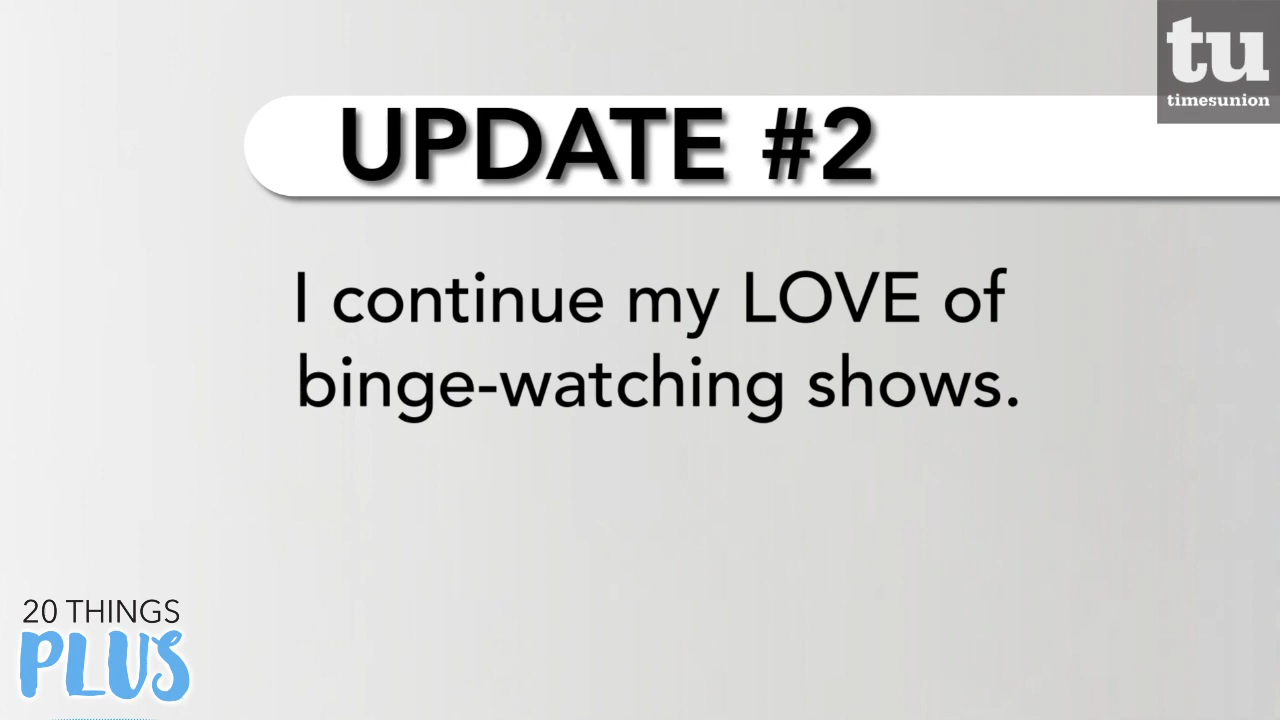 tu
timesunion
UPDATE #2
I continue my LOVE of
binge-watching shows.
20 THINGS
PLUS